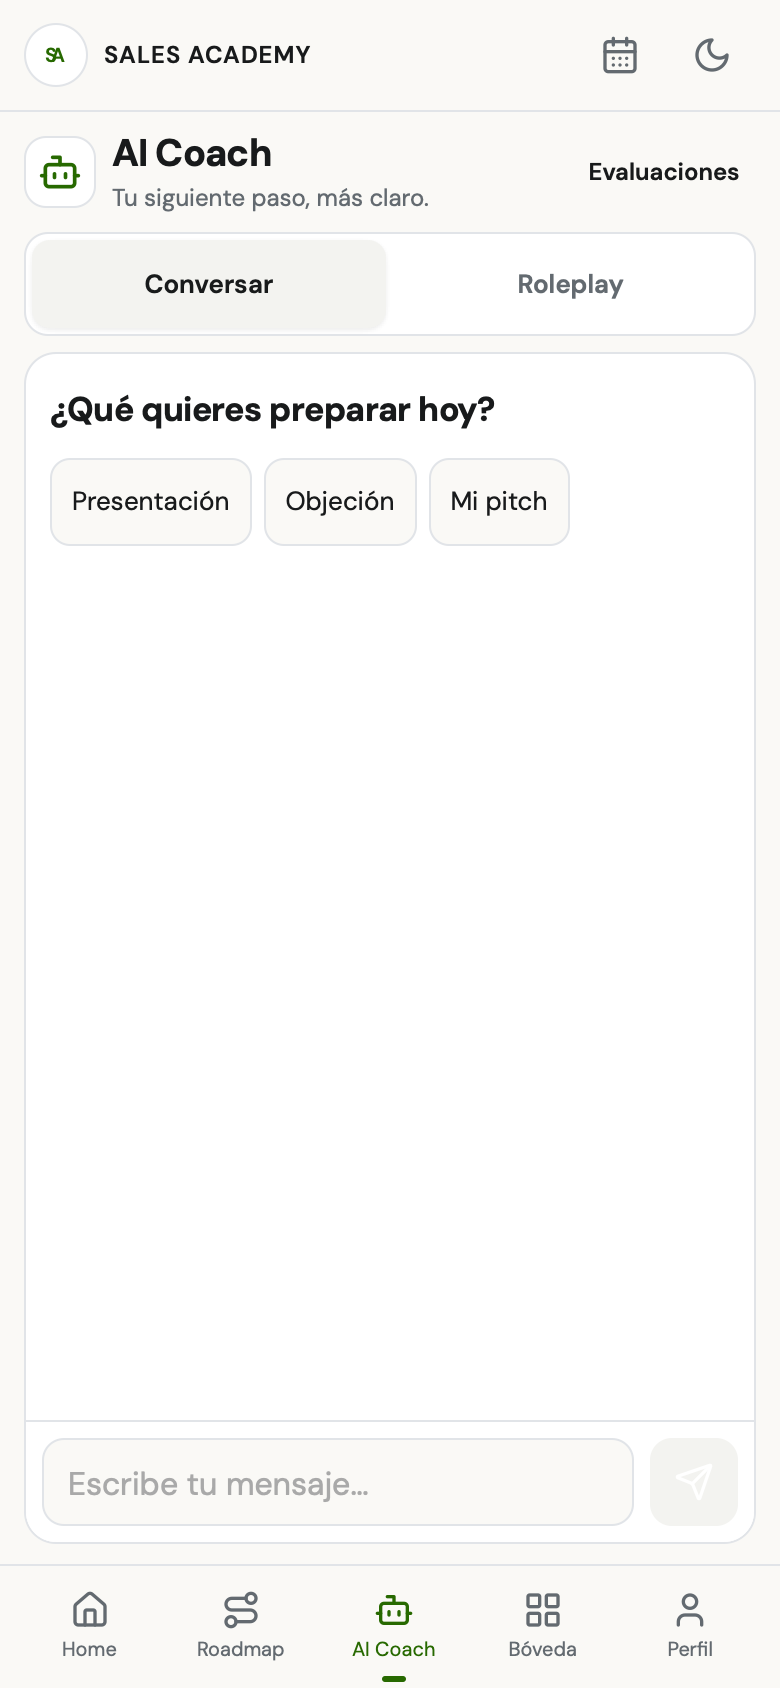 SA SALES ACADEMY
AI Coach
Tu siguiente paso, más claro.
Evaluaciones
Conversar Roleplay
¿Qué quieres preparar hoy?
Presentación Objeción Mi pitch
Escribe tu mensaje...
Home Roadmap AI Coach Bóveda Perfil